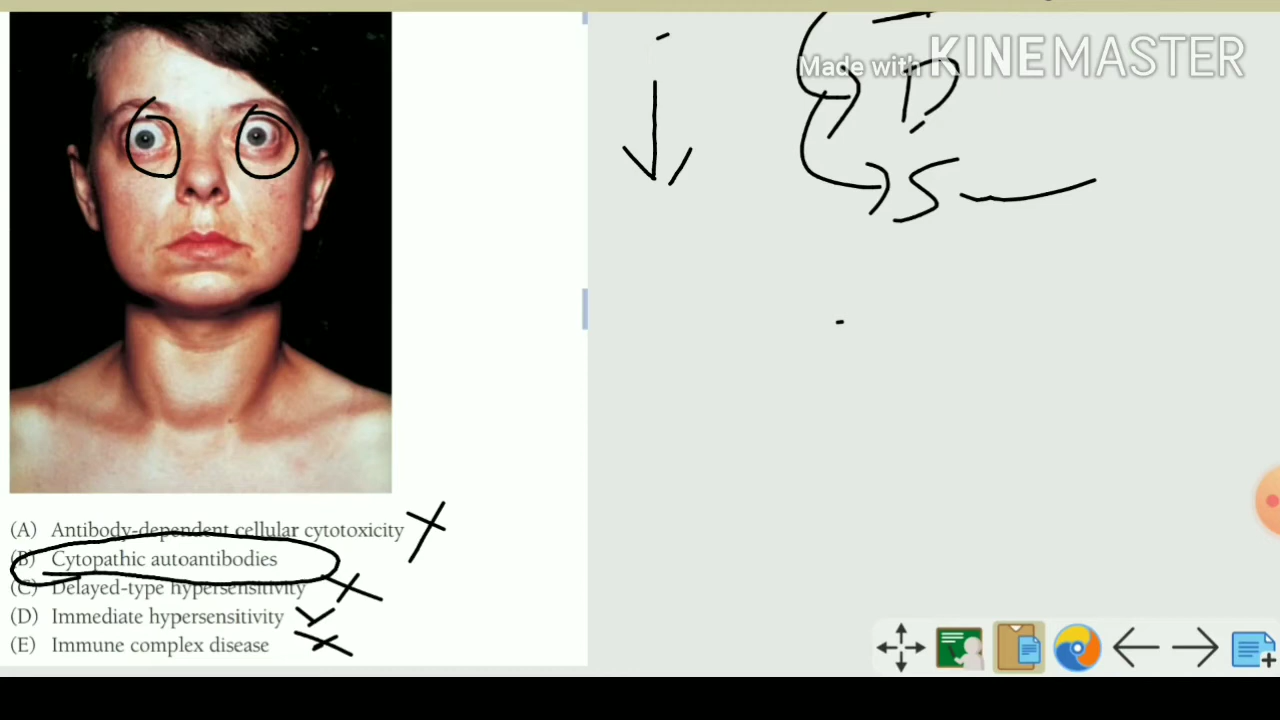 Made with KINEMASTER
D
S
(A) Antibody-dependent cellular cytotoxicity
(B) Cytopathic autoantibodies
(C) Delayed-type hypersensitivity
(D) Immediate hypersensitivity
(E) Immune complex disease